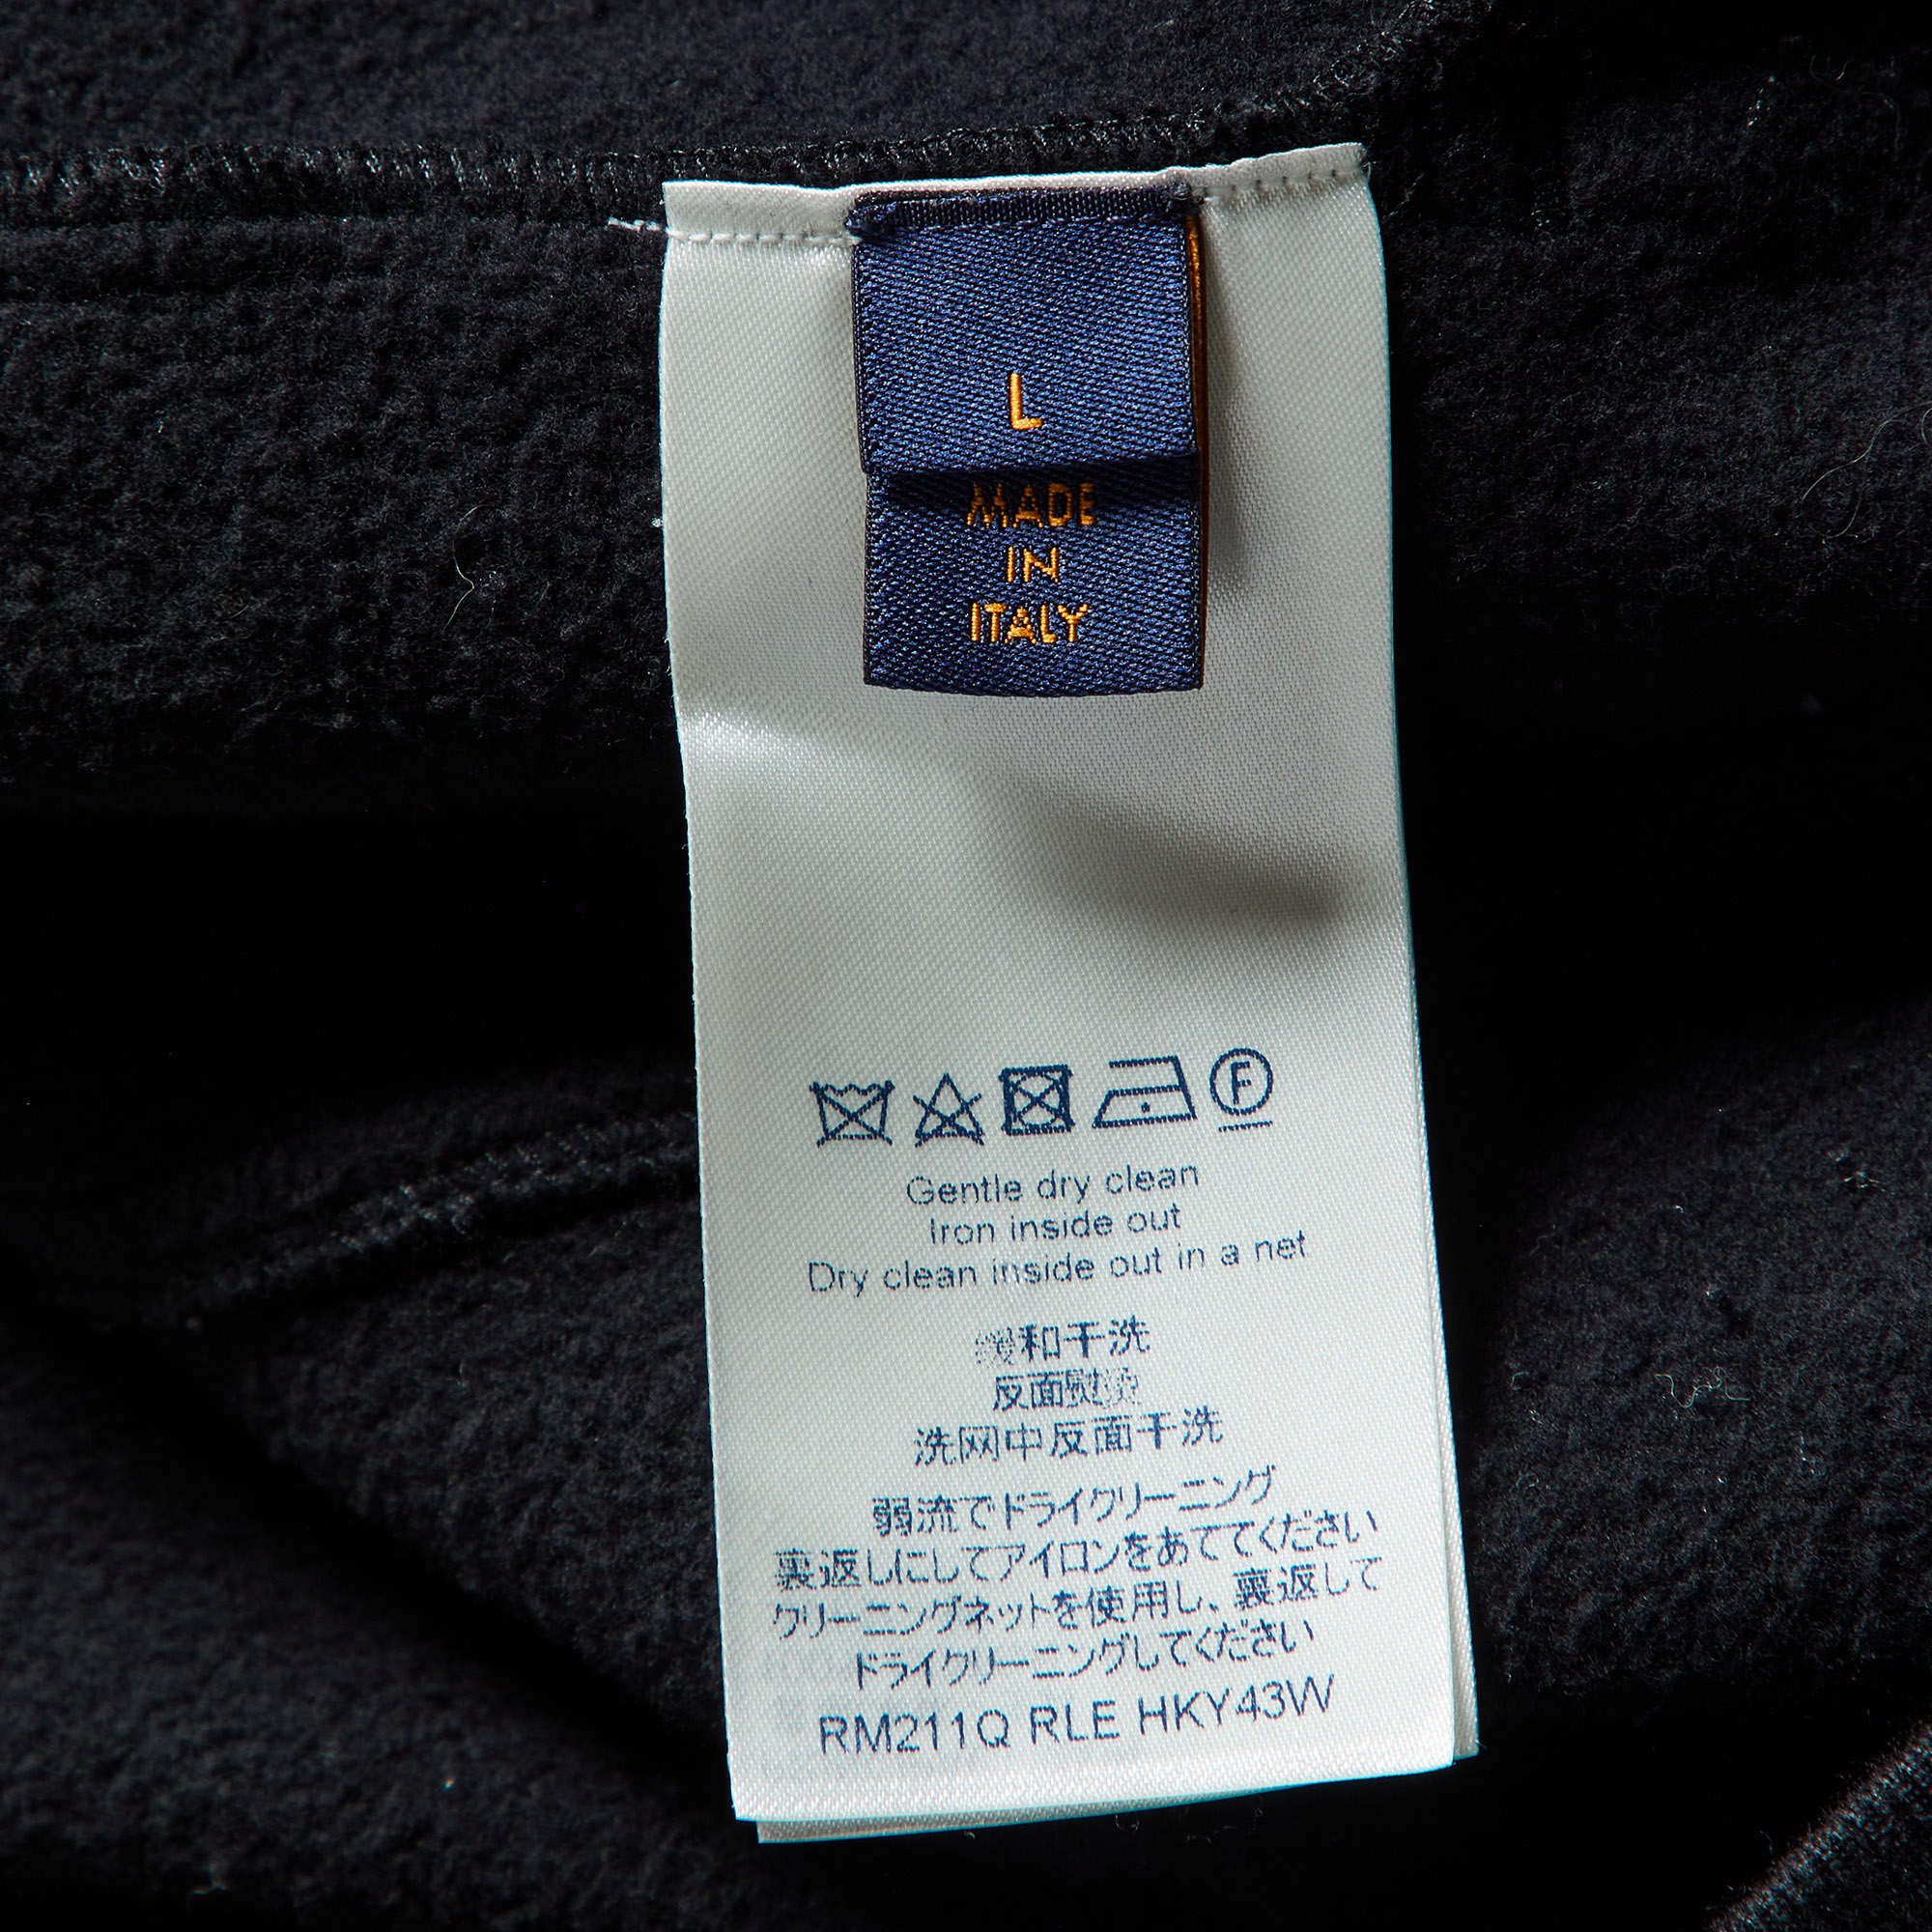 L
MADE
IN
ITALY
F
Gentle dry clean
Iron inside out
Dry clean inside out in a net
缓和干洗
反面熨烫
洗网中反面干洗
弱流でドライクリーニング
裏返しにしてアイロンをあててください
クリーニングネットを使用し、裏返して
ドライクリーニングしてください
RM211Q RLE HKY43W